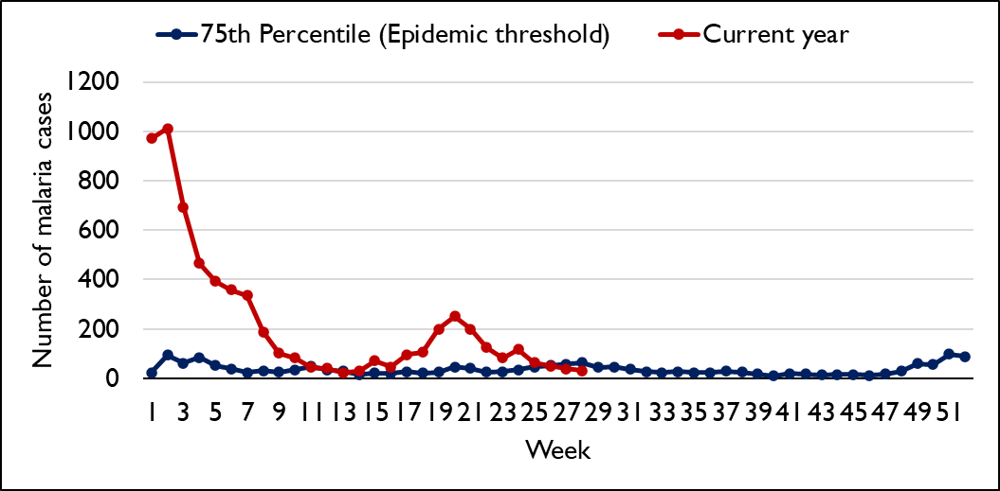 75th Percentile (Epidemic threshold) Current year
1200
1000
800
600
400
200
0
Number of malaria cases
1 3 5 7 9 11 13 15 17 19 21 23 25 27 29 31 33 35 37 39 41 43 45 47 49 51
Week